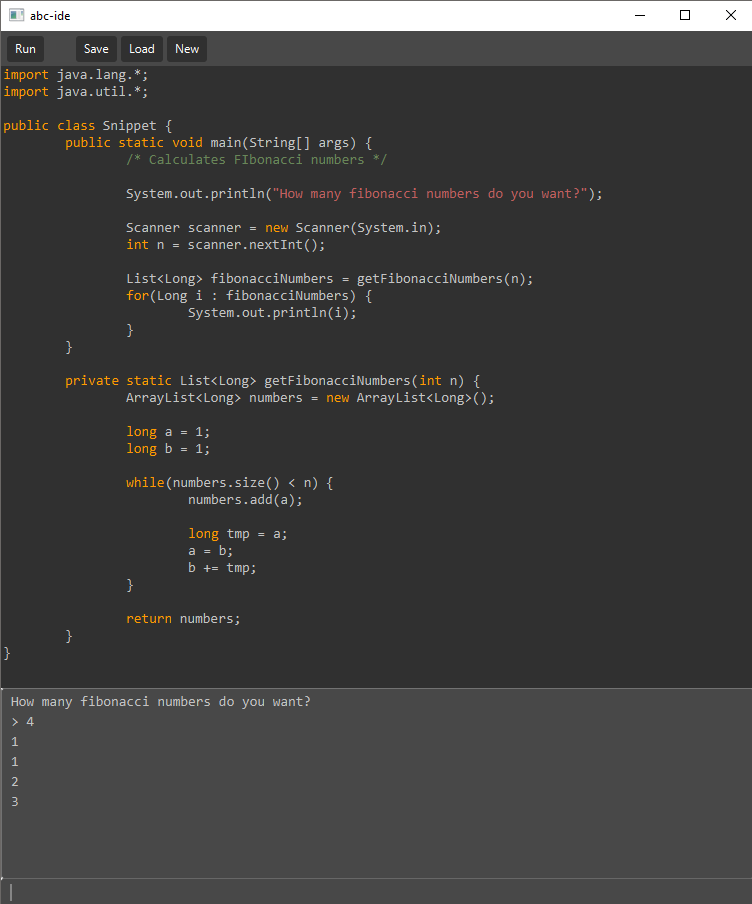 abc-ide
Run Save Load New
import java.lang.*;
import java.util.*;
public class Snippet {
public static void main(String[] args) {
/* Calculates FIbonacci numbers */
System.out.println("How many fibonacci numbers do you want?");
Scanner scanner = new Scanner(System.in);
int n = scanner.nextInt();
List<Long> fibonacciNumbers = getFibonacciNumbers(n);
for(Long i : fibonacciNumbers) {
System.out.println(i);
}
}
private static List<Long> getFibonacciNumbers(int n) {
ArrayList<Long> numbers = new ArrayList<Long>();
long a = 1;
long b = 1;
while(numbers.size() < n) {
numbers.add(a);
long tmp = a;
a = b;
b += tmp;
}
return numbers;
}
}
How many fibonacci numbers do you want?
> 4
1
1
2
3